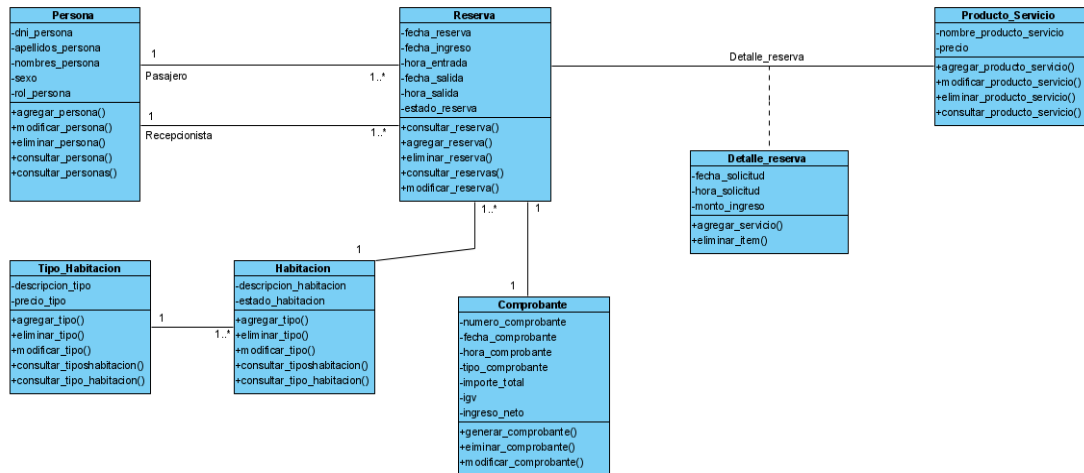 Persona
-dni_persona
-apellidos_persona
-nombres_persona
-sexo
-rol_persona
+agregar_persona()
+modificar_persona()
+eliminar_persona()
+consultar_persona()
+consultar_personas()
1
Pasajero
1..*
1
Recepcionista
1..*
Reserva
-fecha_reserva
-fecha_ingreso
-hora_entrada
-fecha_salida
-hora_salida
-estado_reserva
+consultar_reserva()
+agregar_reserva()
+eliminar_reserva()
+consultar_reservas()
+modificar_reserva()
Detalle_reserva
Producto_Servicio
-nombre_producto_servicio
-precio
+agregar_producto_servicio()
+modificar_producto_servicio()
+eliminar_producto_servicio()
+consultar_producto_servicio()
Detalle_reserva
-fecha_solicitud
-hora_solicitud
-monto_ingreso
+agregar_servicio()
+eliminar_item()
1..*
1
1
1
Tipo_Habitacion
-descripcion_tipo
-precio_tipo
+agregar_tipo()
+eliminar_tipo()
+modificar_tipo()
+consultar_tiposhabitacion()
+consultar_tipo_habitacion()
1
1..*
Habitacion
-descripcion_habitacion
-estado_habitacion
+agregar_tipo()
+eliminar_tipo()
+modificar_tipo()
+consultar_tiposhabitacion()
+consultar_tipo_habitacion()
Comprobante
-numero_comprobante
-fecha_comprobante
-hora_comprobante
-tipo_comprobante
-importe_total
-igv
-ingreso_neto
+generar_comprobante()
+eiminar_comprobante()
+modificar_comprobante()